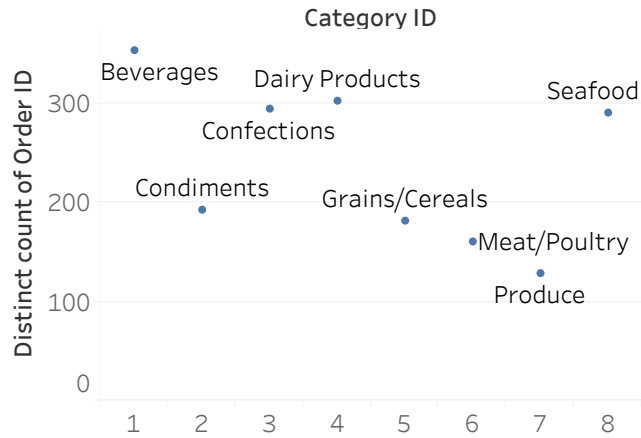 Category ID
Distinct count of Order ID
Beverages
Dairy Products
Seafood
300
Confections
Condiments
Grains/Cereals
200
Meat/Poultry
Produce
100
0
1 2 3 4 5 6 7 8